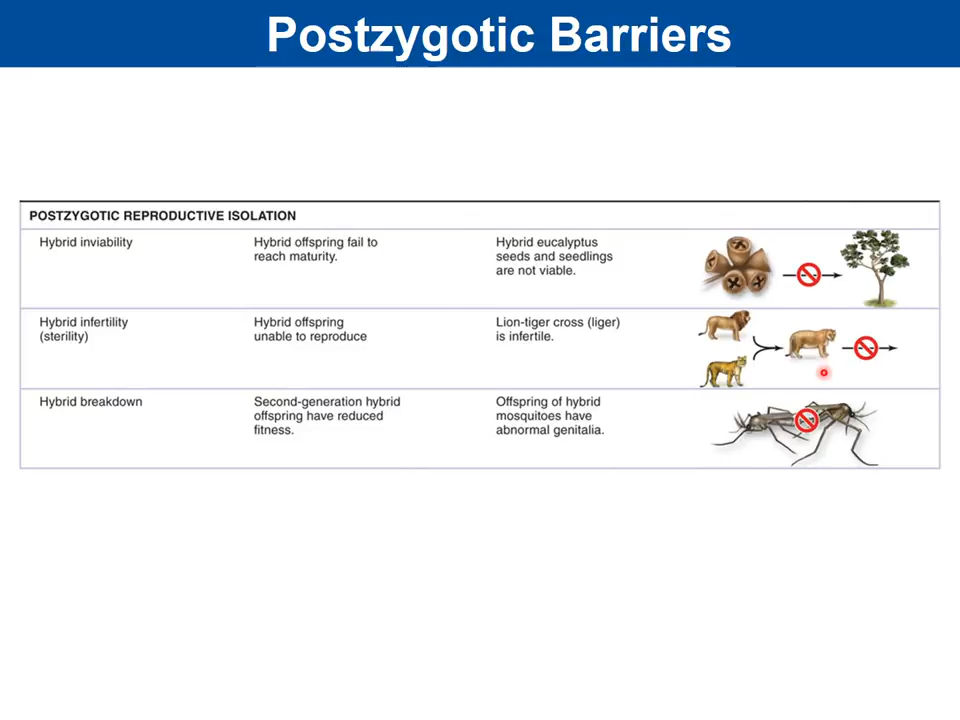 Postzygotic Barriers
POSTZYGOTIC REPRODUCTIVE ISOLATION
Hybrid inviability
Hybrid offspring fail to
reach maturity.
Hybrid eucalyptus
seeds and seedlings
are not viable.
Hybrid infertility
(sterility)
Hybrid offspring
unable to reproduce
Lion-tiger cross (liger)
is infertile.
Hybrid breakdown
Second-generation hybrid
offspring have reduced
fitness.
Offspring of hybrid
mosquitoes have
abnormal genitalia.